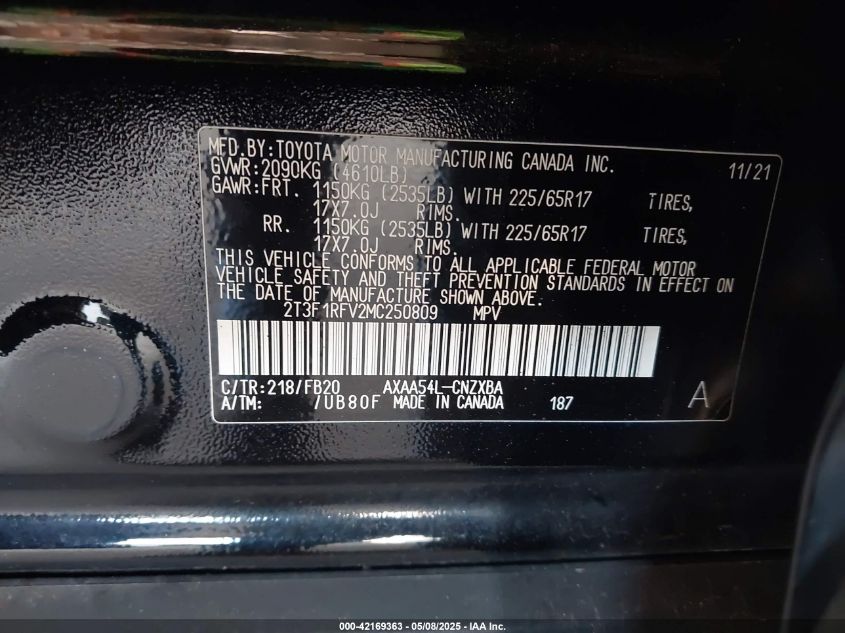 MFD.BY:TOYOTA MOTOR MANUFACTURING CANADA INC. 11/21
GVWR:2090KG (4610LB)
GAWR:FRT. 1150KG (2535LB) WITH 225/65R17 TIRES,
17X7.0J RIMS.
RR. 1150KG (2535LB) WITH 225/65R17 TIRES,
17X7.0J RIMS.
THIS VEHICLE CONFORMS TO ALL APPLICABLE FEDERAL MOTOR
VEHICLE SAFETY AND THEFT PREVENTION STANDARDS IN EFFECT ON
THE DATE OF MANUFACTURE SHOWN ABOVE.
2T3F1RFV2MC250809 MPV
C/TR:218/FB20 AXAA54L-CNZXBA
A/TM: /UB80F MADE IN CANADA 187 A
000-42169363 - 05/08/2025 - IAA Inc.